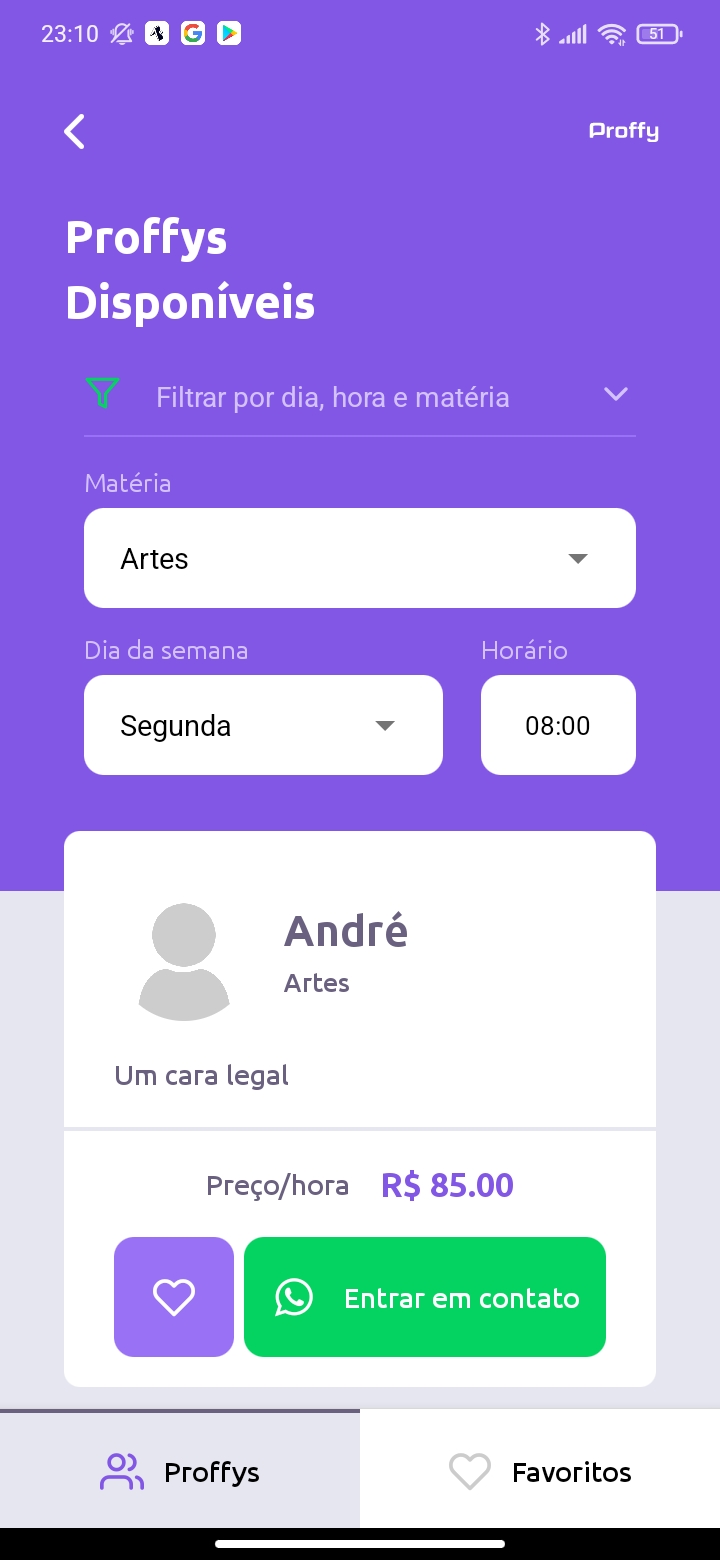 23:10
51
Proffy
Proffys
Disponíveis
Filtrar por dia, hora e matéria
Matéria
Artes
Dia da semana
Horário
Segunda
08:00
André
Artes
Um cara legal
Preço/hora R$ 85.00
Entrar em contato
Proffys
Favoritos